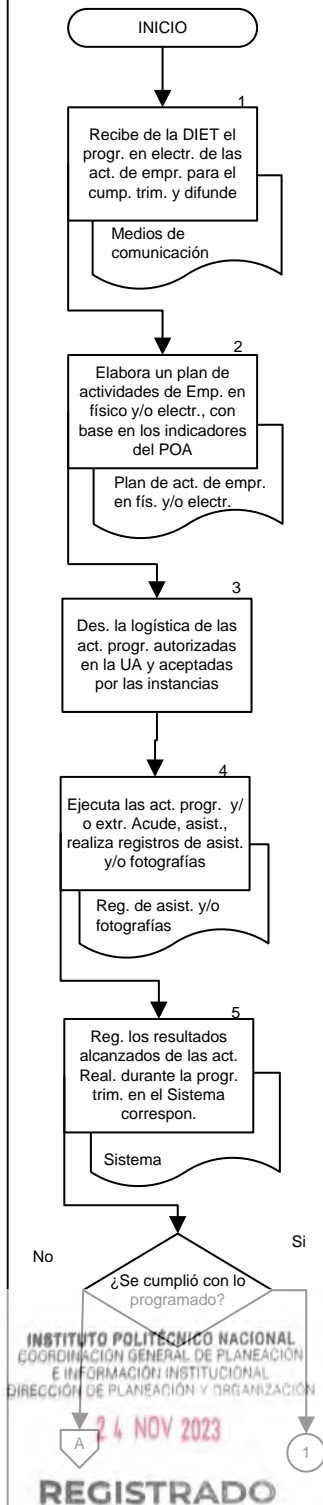 INICIO
1
Recibe de la DIET el
progr. en electr. de las
act. de empr. para el
cump. trim. y difunde
Medios de
comunicación
2
Elabora un plan de
actividades de Emp. en
físico y/o electr., con
base en los indicadores
del POA
Plan de act. de empr.
en fís. y/o electr.
3
Des. la logística de las
act. progr. autorizadas
en la UA y aceptadas
por las instancias
4
Ejecuta las act. progr. y/
o extr. Acude, asist.,
realiza registros de asist.
y/o fotografías
Reg. de asist. y/o
fotografías
5
Reg. los resultados
alcanzados de las act.
Real. durante la progr.
trim. en el Sistema
correspon.
Sistema
No
Si
¿Se cumplió con lo
programado?
INSTITUTO POLITÉCNICO NACIONAL
COORDINACIÓN GENERAL DE PLANEACIÓN
E INFORMACIÓN INSTITUCIONAL
DIRECCIÓN DE PLANEACIÓN Y ORGANIZACIÓN
A
24 NOV 2023
1
REGISTRADO